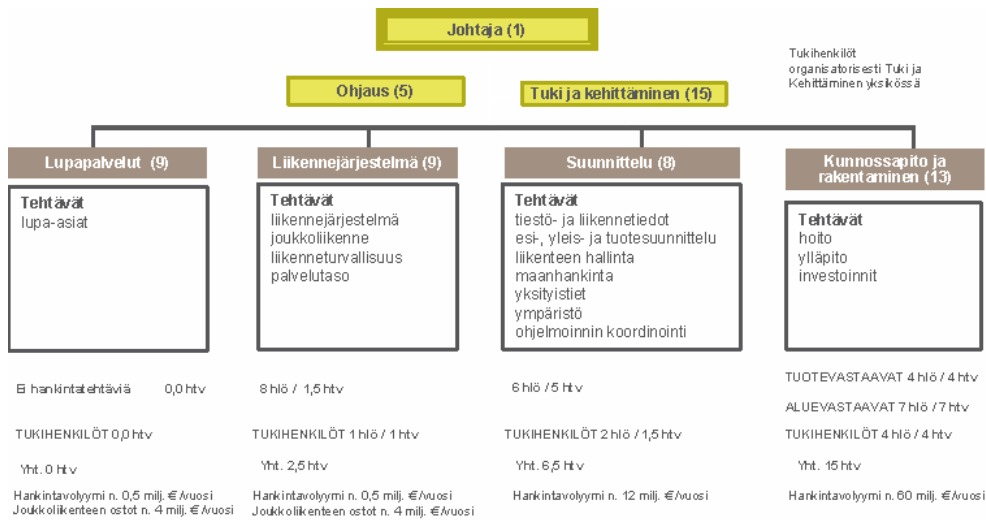 Johtaja (1)
Tukihenkilöt
organisatorisesti Tuki ja
Kehittäminen yksikössä
Ohjaus (5)
Tuki ja kehittäminen (15)
Lupapalvelut (9)
Tehtävät
lupa-asiat
Ei hankintatehtäviä 0,0 htv
TUKIHENKILÖT 0,0 htv
Yht. 0 htv
Hankintavolyymi n. 0,5 milj. €/vuosi
Joukkoliikenteen ostot n. 4 milj. €/vuosi
Liikennejärjestelmä (9)
Tehtävät
liikennejärjestelmä
joukkoliikenne
liikenneturvallisuus
palvelutaso
8 hlö / 1,5 htv
TUKIHENKILÖT 1 hlö / 1 htv
Yht. 2,5 htv
Hankintavolyymi n. 0,5 milj. €/vuosi
Joukkoliikenteen ostot n. 4 milj. €/vuosi
Suunnittelu (8)
Tehtävät
tiestö- ja liikennetiedot
esi-, yleis- ja tuotesuunnittelu
liikenteen hallinta
maanhankinta
yksityistiet
ympäristö
ohjelmoinnin koordinointi
6 hlö / 5 htv
TUKIHENKILÖT 2 hlö / 1,5 htv
Yht. 6,5 htv
Hankintavolyymi n. 12 milj. €/vuosi
Kunnossapito ja
rakentaminen (13)
Tehtävät
hoito
ylläpito
investoinnit
TUOTEVASTAAVAT 4 hlö / 4 htv
ALUEVASTAAVAT 7 hlö / 7 htv
TUKIHENKILÖT 4 hlö / 4 htv
Yht. 15 htv
Hankintavolyymi n. 60 milj. €/vuosi